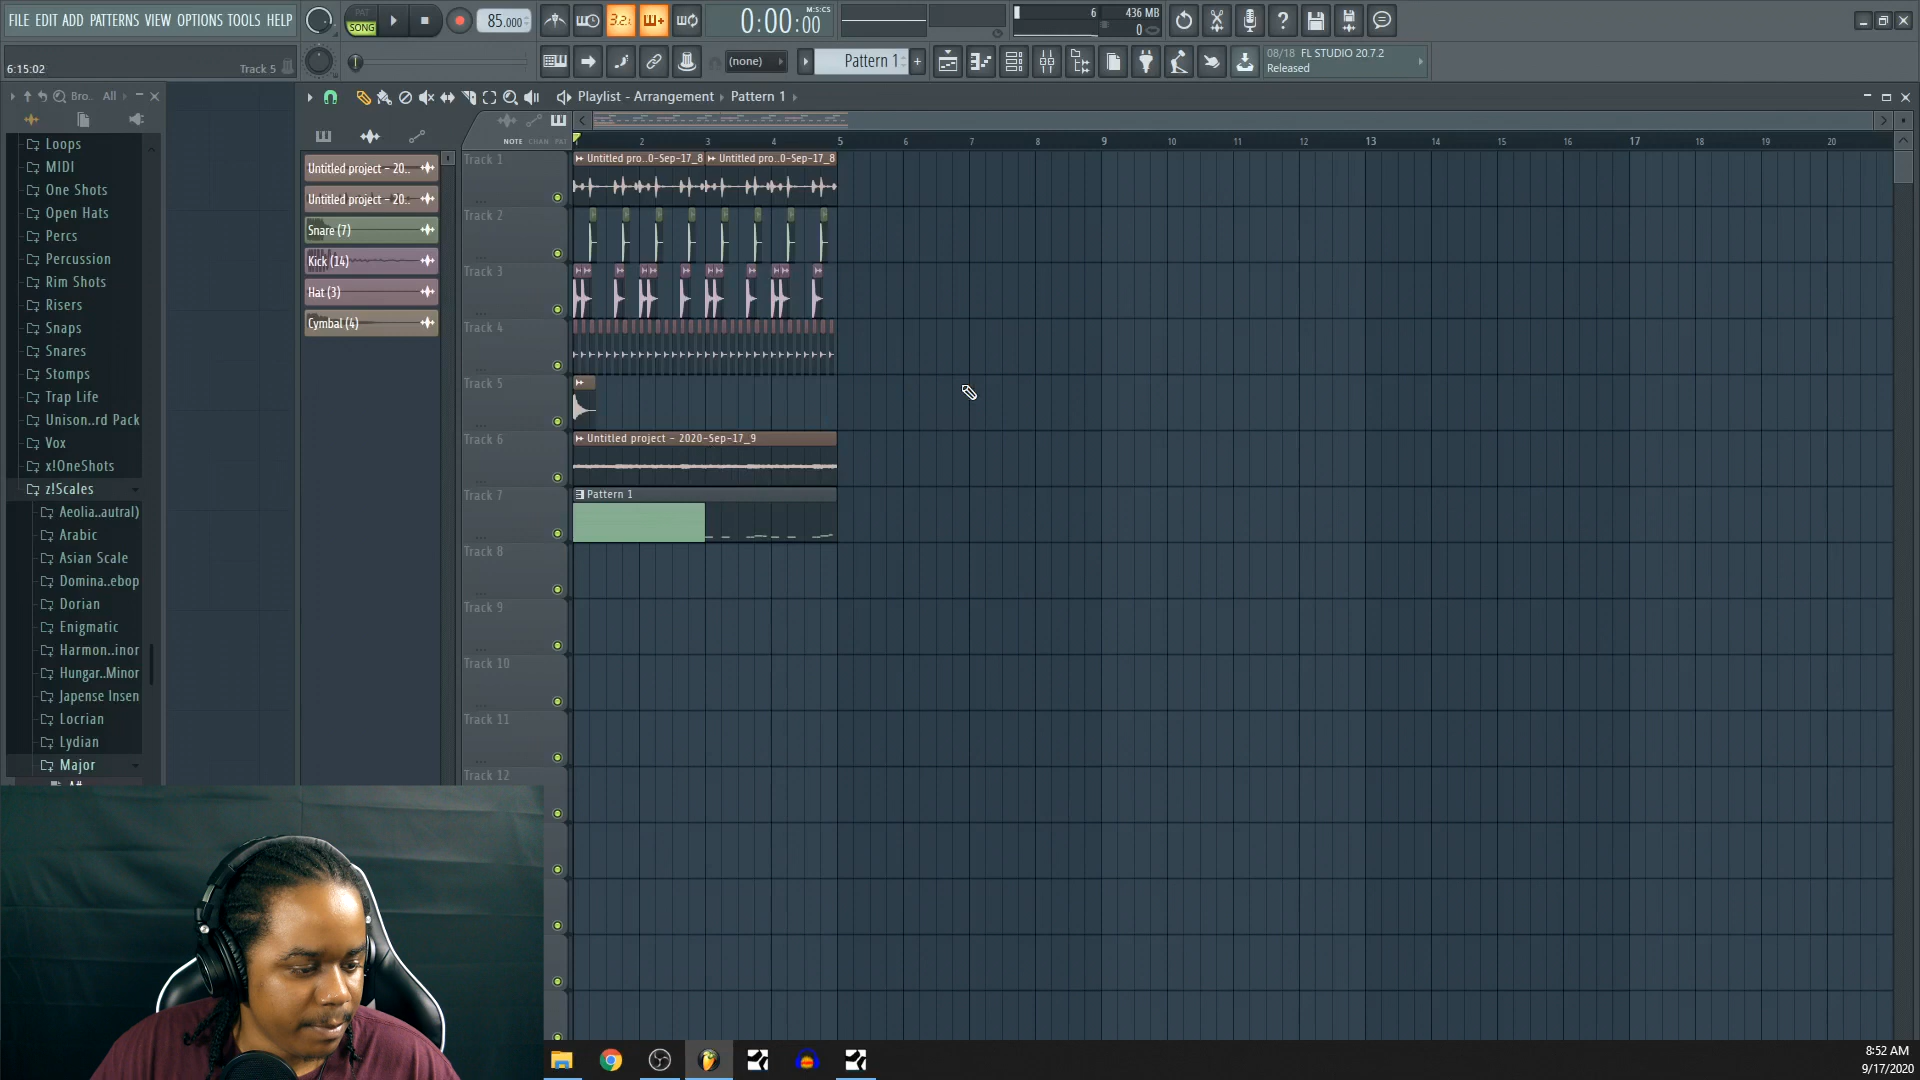 FILE EDIT ADD PATTERNS VIEW OPTIONS TOOLS HELP
PAT
SONG
85.000
3.2.
0:00:00
M:S:CS
6
436 MB
0
6:15:02
Track 5
(none)
Pattern 1
08/18 FL STUDIO 20.7.2
Released
Bro..
All
Playlist - Arrangement
Pattern 1
NOTE CHAN PAT
1 2 3 4 5 6 7 8 9 10 11 12 13 14 15 16 17 18 19 20
Loops
MIDI
One Shots
Open Hats
Percs
Percussion
Rim Shots
Risers
Snaps
Snares
Stomps
Trap Life
Unison..rd Pack
Vox
x!OneShots
z!Scales
Aeolia..autral)
Arabic
Asian Scale
Domina..ebop
Dorian
Enigmatic
Harmon..inor
Hungar..Minor
Japense Insen
Locrian
Lydian
Major
A#
Untitled project – 20..
Untitled project – 20..
Snare (7)
Kick (14)
Hat (3)
Cymbal (4)
Track 1
Untitled pro..0-Sep-17_8
Untitled pro..0-Sep-17_8
Track 2
Track 3
Track 4
Track 5
Track 6
Untitled project – 2020-Sep-17_9
Track 7
Pattern 1
Track 8
Track 9
Track 10
Track 11
Track 12
8:52 AM
9/17/2020